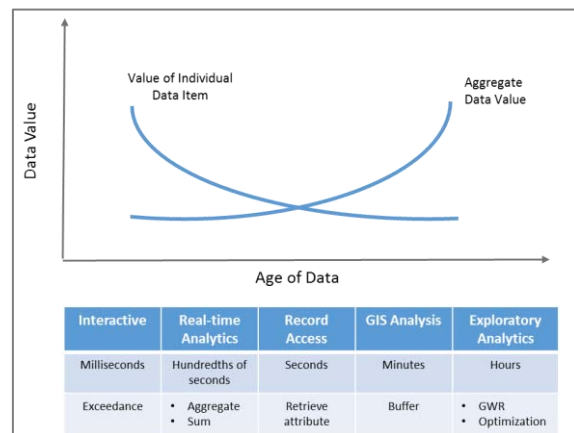 Value of Individual
Data Item
Aggregate
Data Value
Data Value
Age of Data
Interactive
Real-time
Analytics
Record
Access
GIS Analysis
Exploratory
Analytics
Milliseconds
Hundredths of
seconds
Seconds
Minutes
Hours
Exceedance
• Aggregate
• Sum
Retrieve
attribute
Buffer
• GWR
• Optimization